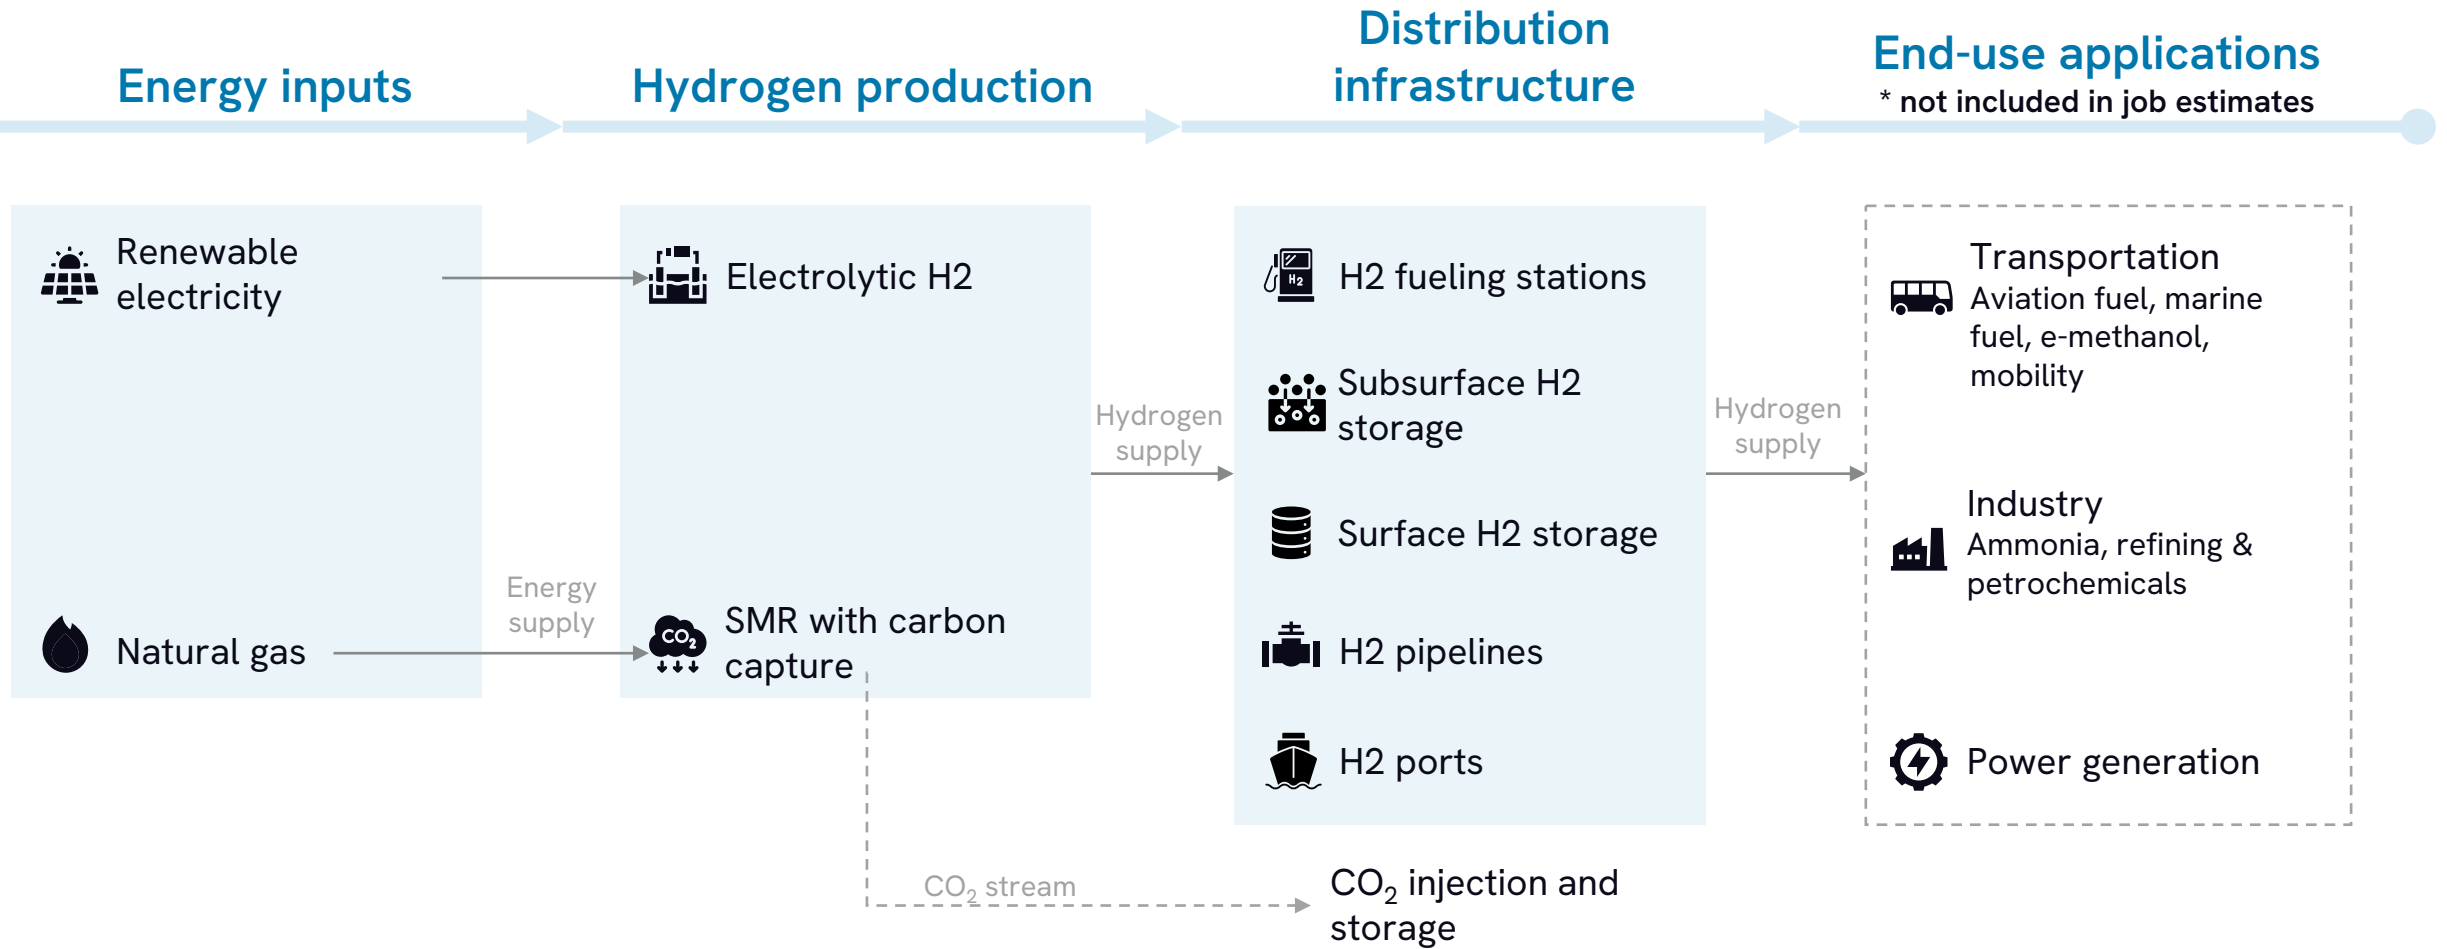 Energy inputs
Hydrogen production
Distribution
infrastructure
End-use applications
* not included in job estimates
Renewable
electricity
Natural gas
Energy
supply
Electrolytic H2
CO2
SMR with carbon
capture
Hydrogen
supply
H2
H2 fueling stations
Subsurface H2
storage
Surface H2 storage
H2 pipelines
H2 ports
Hydrogen
supply
Transportation
Aviation fuel, marine
fuel, e-methanol,
mobility
Industry
Ammonia, refining &
petrochemicals
Power generation
CO₂ stream
CO₂ injection and
storage